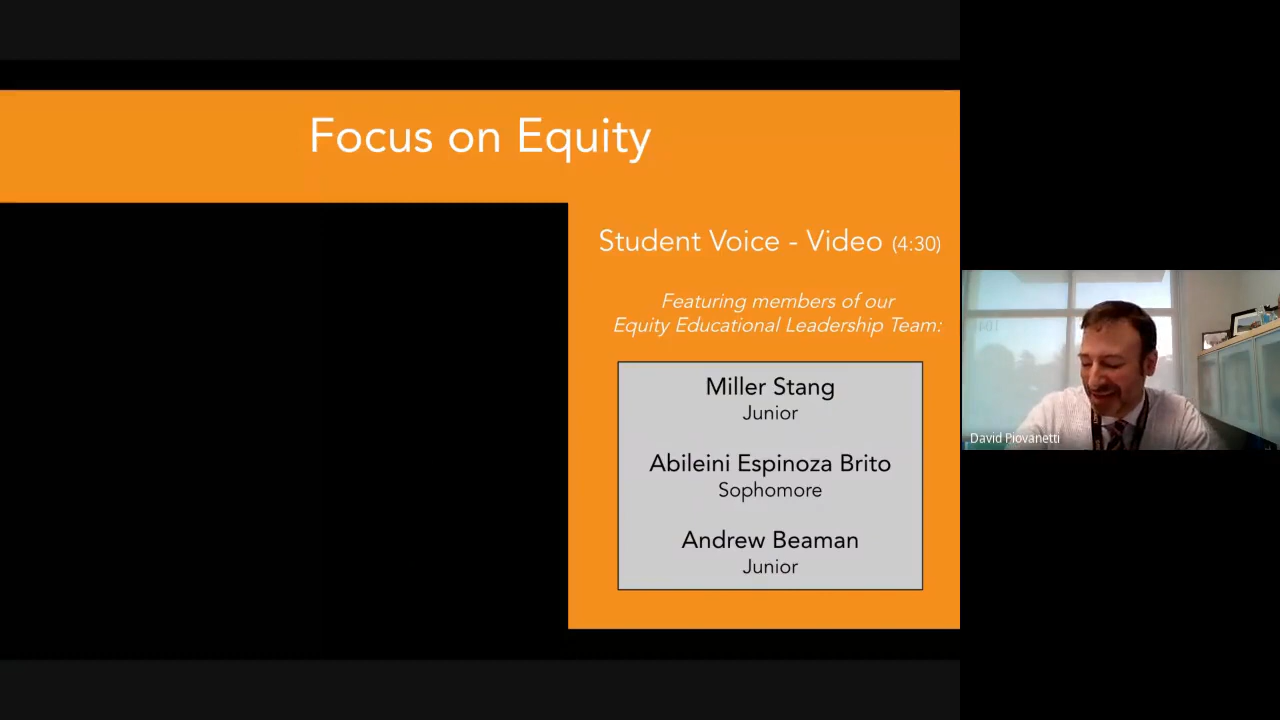 Focus on Equity
Student Voice - Video (4:30)
Featuring members of our
Equity Educational Leadership Team:
Miller Stang
Junior
Abileini Espinoza Brito
Sophomore
Andrew Beaman
Junior
David Piovanetti